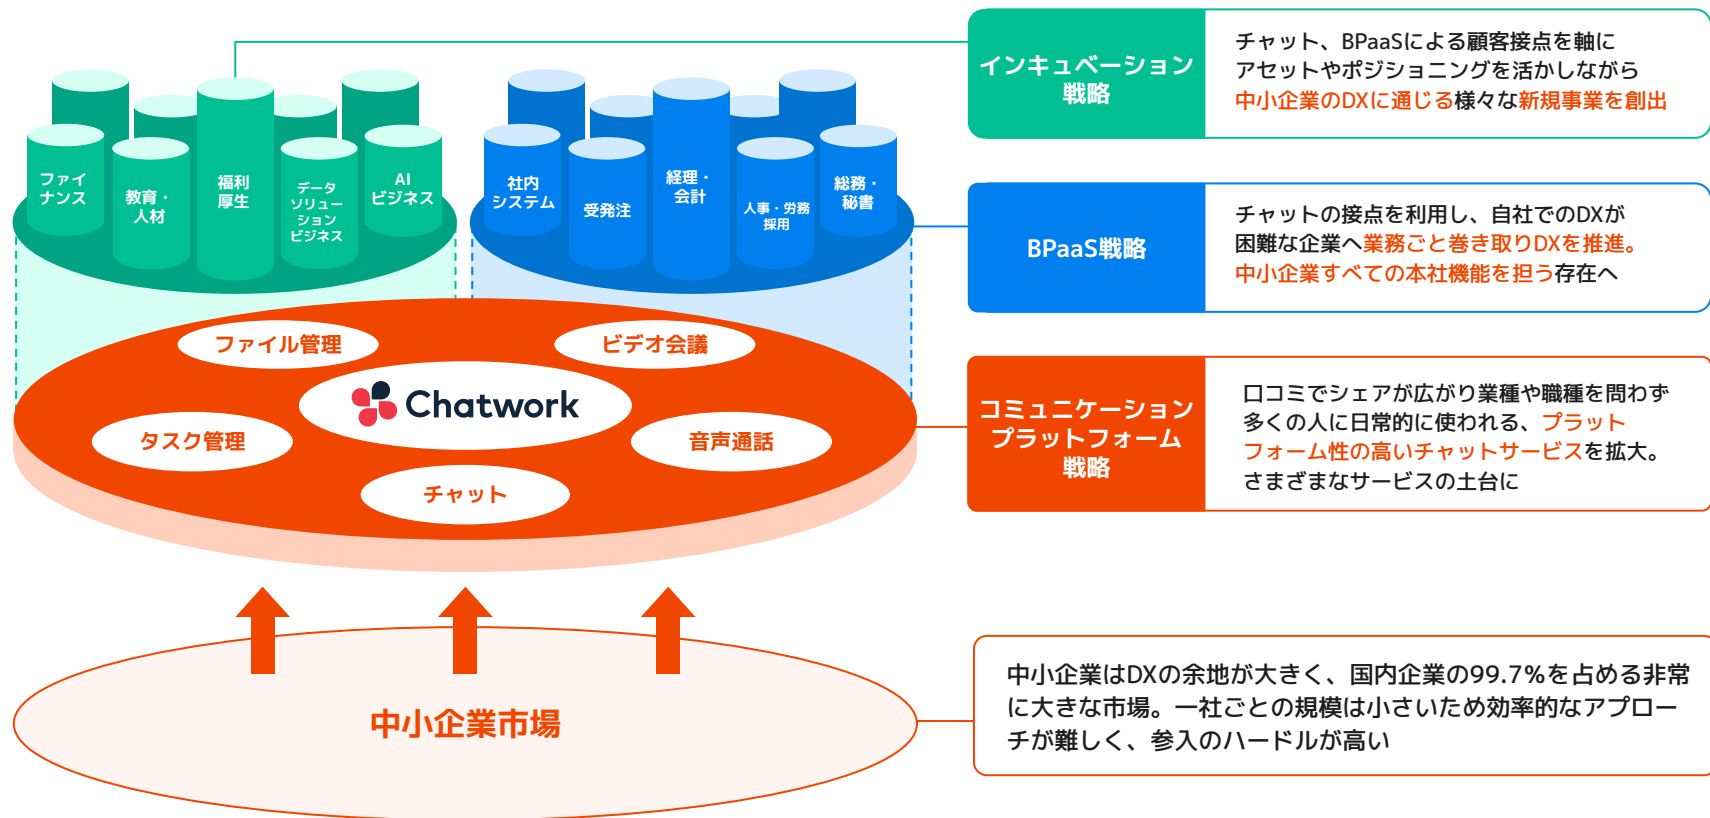 インキュベーション
戦略
チャット、BPaaSによる顧客接点を軸に
アセットやポジショニングを活かしながら
中小企業のDXに通じる様々な新規事業を創出
ファイ
ナンス
教育・
人材
福利
厚生
データ
ソリュー
ション
ビジネス
AI
ビジネス
社内
システム
受発注
経理・
会計
人事・労務
採用
総務・
秘書
BPaaS戦略
チャットの接点を利用し、自社でのDXが
困難な企業へ業務ごと巻き取りDXを推進。
中小企業すべての本社機能を担う存在へ
ファイル管理
ビデオ会議
Chatwork
タスク管理
音声通話
チャット
コミュニケーション
プラットフォーム
戦略
口コミでシェアが広がり業種や職種を問わず
多くの人に日常的に使われる、プラット
フォーム性の高いチャットサービスを拡大。
さまざまなサービスの土台に
中小企業市場
中小企業はDXの余地が大きく、国内企業の99.7%を占める非常
に大きな市場。一社ごとの規模は小さいため効率的なアプロー
チが難しく、参入のハードルが高い